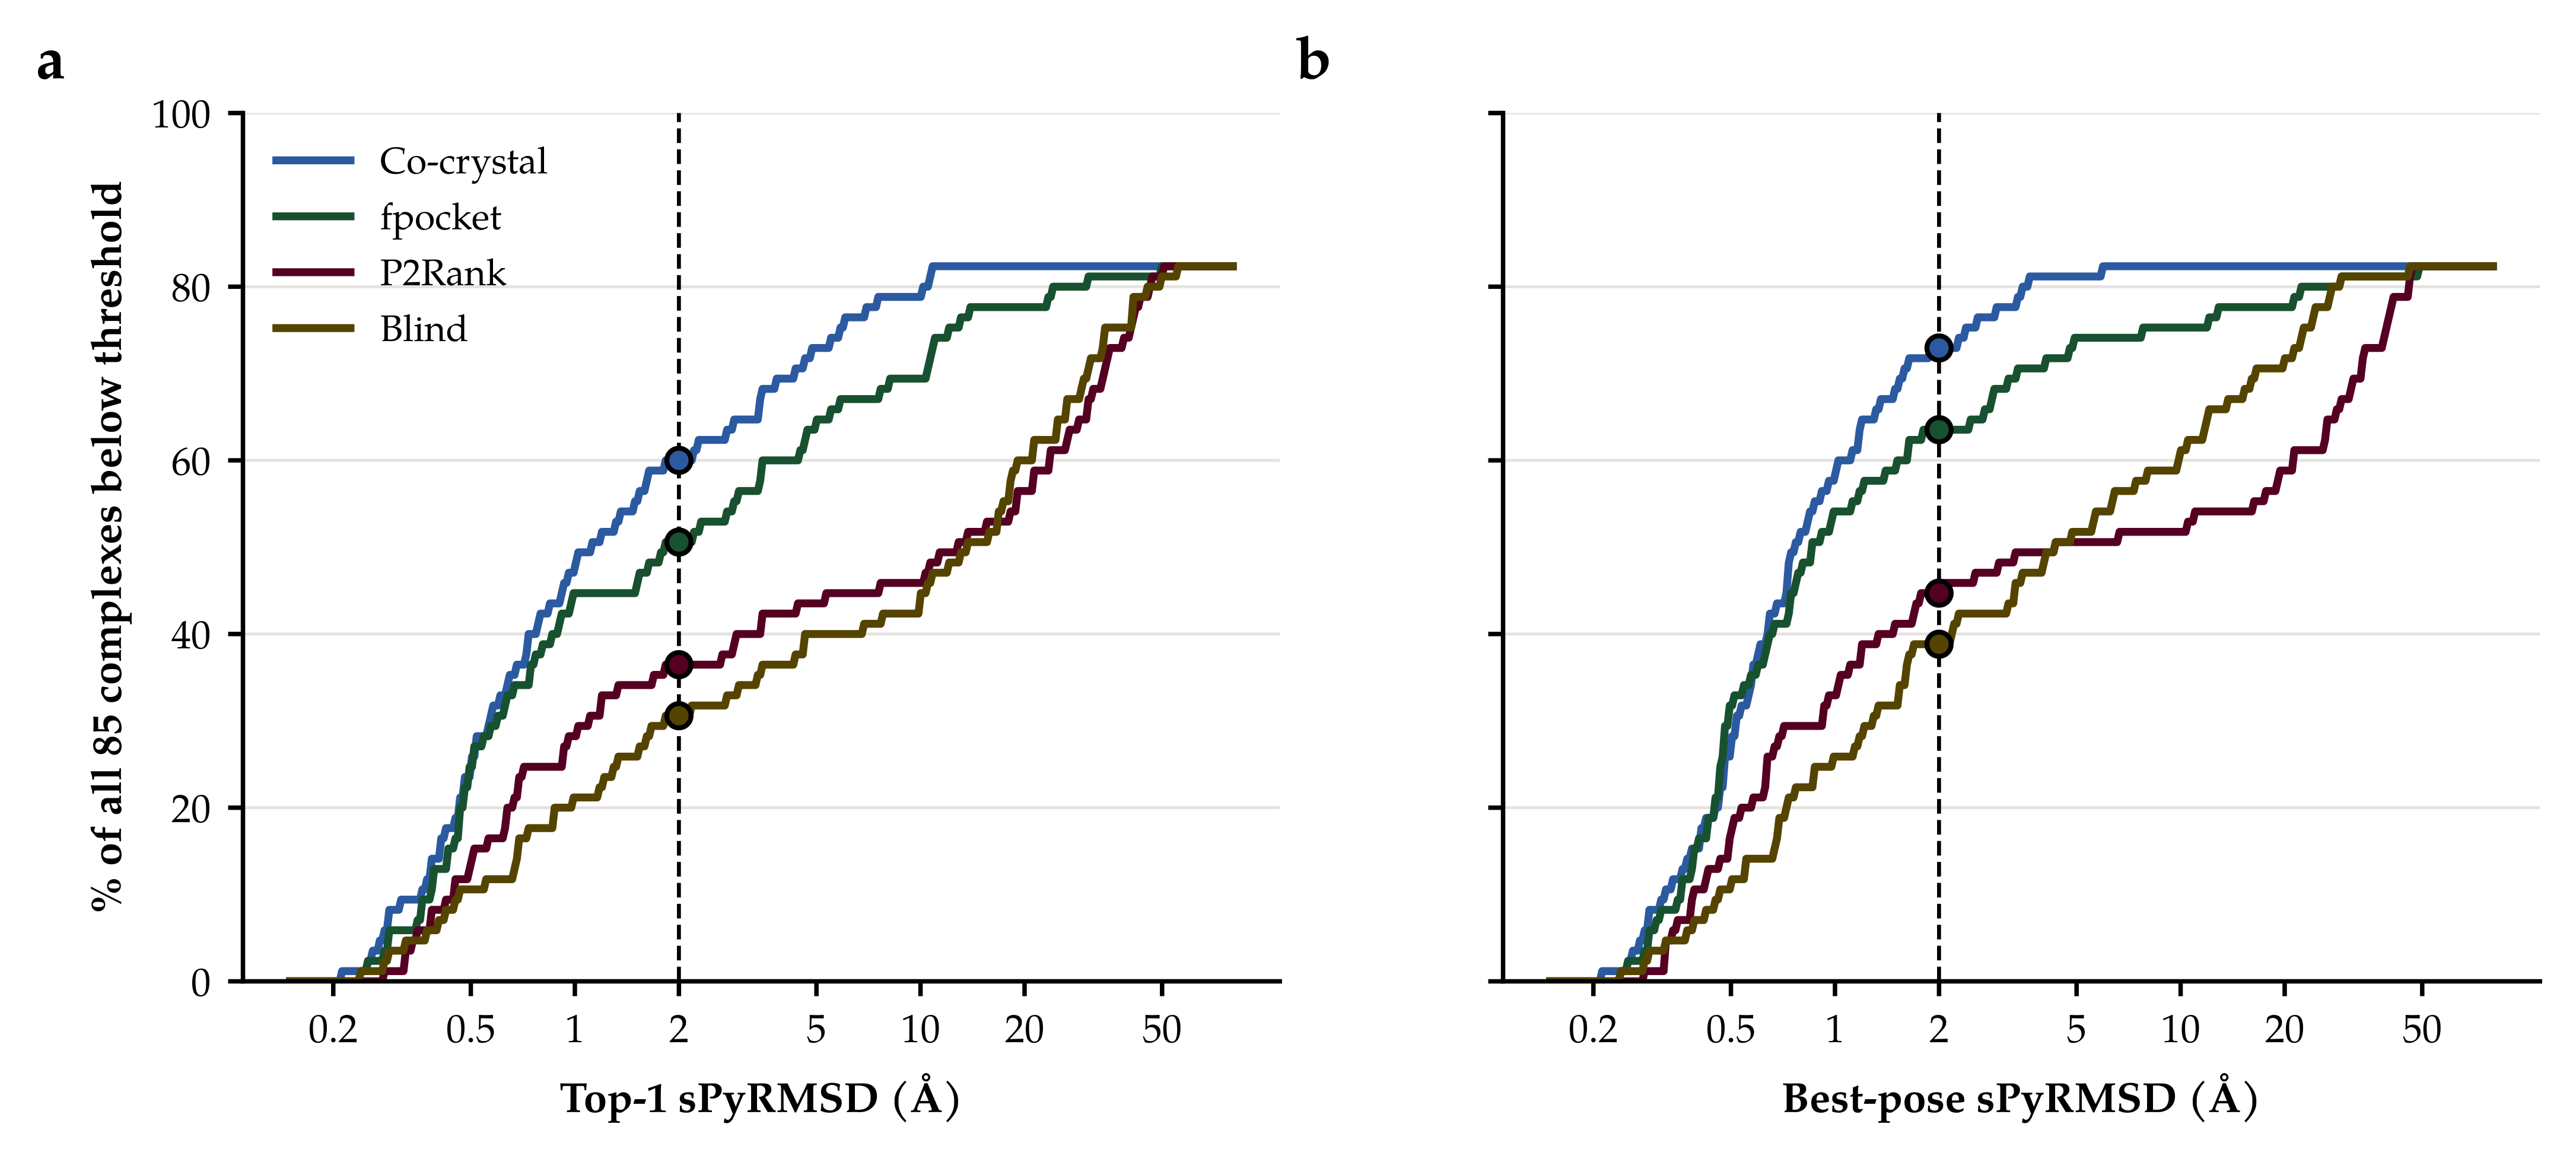 a
% of all 85 complexes below threshold
100
80
60
40
20
0
Co-crystal
fpocket
P2Rank
Blind
0.2 0.5 1 2 5 10 20 50
Top-1 sPyRMSD (Å)
b
0.2 0.5 1 2 5 10 20 50
Best-pose sPyRMSD (Å)